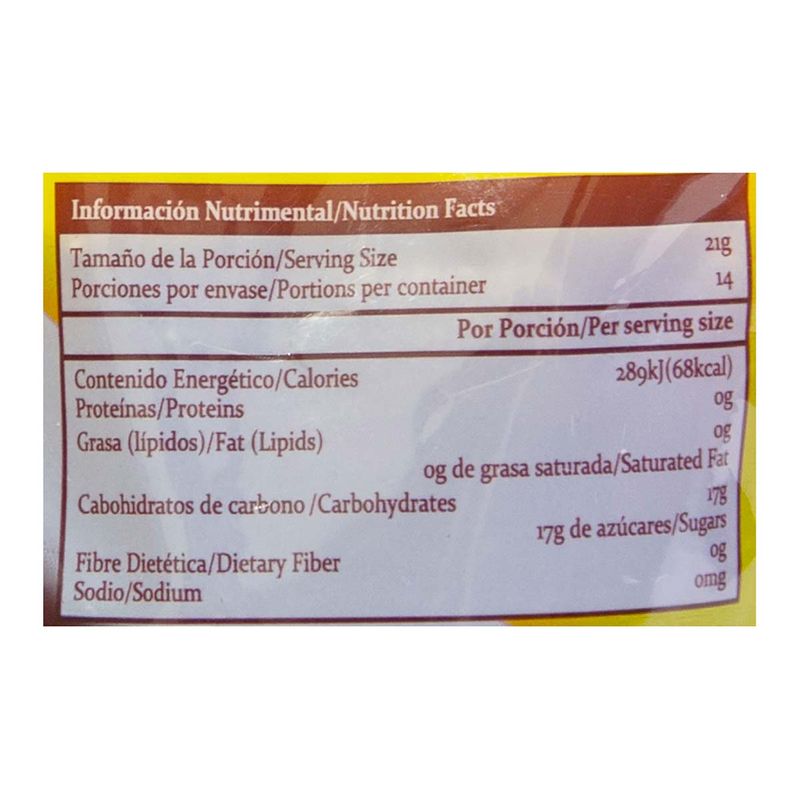 Información Nutrimental/Nutrition Facts
Tamaño de la Porción/Serving Size 21g
Porciones por envase/Portions per container 14
Por Porción/Per serving size
Contenido Energético/Calories 289kJ(68kcal)
Proteínas/Proteins 0g
Grasa (lípidos)/Fat (Lipids) 0g
0g de grasa saturada/Saturated Fat
Cabohidratos de carbono/Carbohydrates 17g
17g de azúcares/Sugars
Fibre Dietética/Dietary Fiber 0g
Sodio/Sodium 0mg